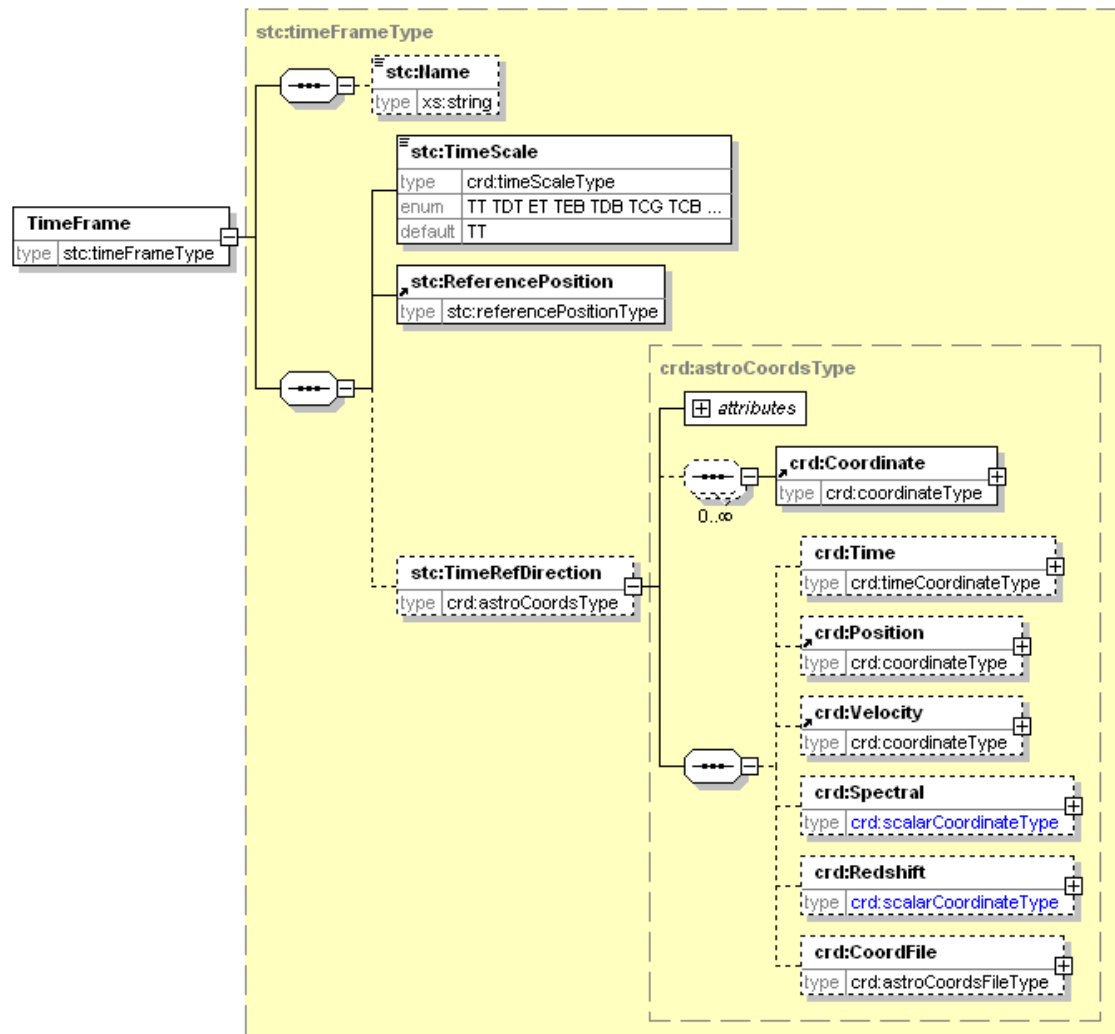 stc:timeFrameType
stc:Name
type xs:string
stc:TimeScale
type crd:timeScaleType
enum TT TDT ET TEB TDB TCG TCB ...
default TT
TimeFrame
type stc:timeFrameType
stc:ReferencePosition
type stc:referencePositionType
crd:astroCoordsType
attributes
crd:Coordinate
type crd:coordinateType
0..∞
stc:TimeRefDirection
type crd:astroCoordsType
crd:Time
type crd:timeCoordinateType
crd:Position
type crd:coordinateType
crd:Velocity
type crd:coordinateType
crd:Spectral
type crd:scalarCoordinateType
crd:Redshift
type crd:scalarCoordinateType
crd:CoordFile
type crd:astroCoordsFileType